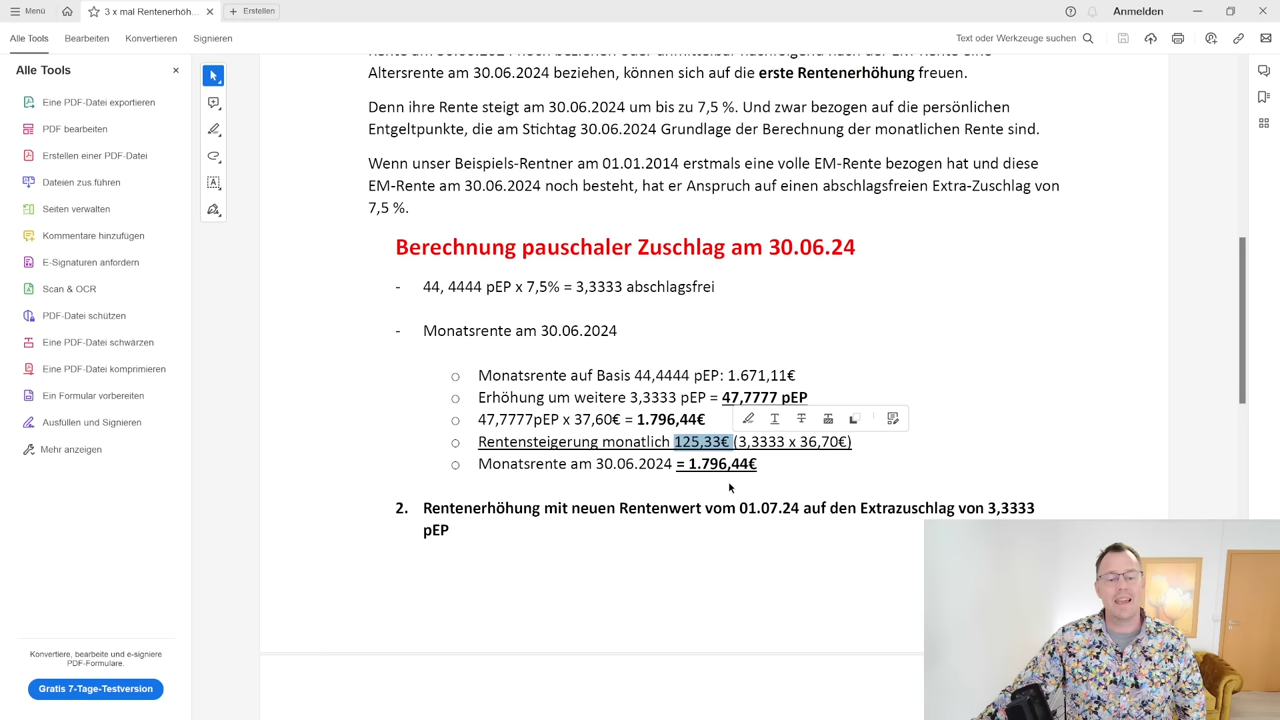 Menü
3 x mal Rentenerhöh...
Erstellen
Anmelden
Alle Tools
Bearbeiten
Konvertieren
Signieren
Text oder Werkzeuge suchen
Alle Tools
Eine PDF-Datei exportieren
PDF bearbeiten
Erstellen einer PDF-Datei
Dateien zus.führen
Seiten verwalten
Kommentare hinzufügen
E-Signaturen anfordern
Scan & OCR
PDF-Datei schützen
Eine PDF-Datei schwärzen
Eine PDF-Datei komprimieren
Ein Formular vorbereiten
Ausfüllen und Signieren
Mehr anzeigen
Konvertiere, bearbeite und e-signiere
PDF-Formulare.
Gratis 7-Tage-Testversion
Altersrente am 30.06.2024 beziehen, können sich auf die erste Rentenerhöhung freuen.
Denn ihre Rente steigt am 30.06.2024 um bis zu 7,5 %. Und zwar bezogen auf die persönlichen
Entgeltpunkte, die am Stichtag 30.06.2024 Grundlage der Berechnung der monatlichen Rente sind.
Wenn unser Beispiels-Rentner am 01.01.2014 erstmals eine volle EM-Rente bezogen hat und diese
EM-Rente am 30.06.2024 noch besteht, hat er Anspruch auf einen abschlagsfreien Extra-Zuschlag von
7,5 %.
Berechnung pauschaler Zuschlag am 30.06.24
- 44, 4444 pEP x 7,5% = 3,3333 abschlagsfrei
- Monatsrente am 30.06.2024
o Monatsrente auf Basis 44,4444 pEP: 1.671,11€
o Erhöhung um weitere 3,3333 pEP = 47,7777 pEP
o 47,7777pEP x 37,60€ = 1.796,44€
o Rentensteigerung monatlich 125,33€ (3,3333 x 36,70€)
o Monatsrente am 30.06.2024 = 1.796,44€
2. Rentenerhöhung mit neuen Rentenwert vom 01.07.24 auf den Extrazuschlag von 3,3333
pEP